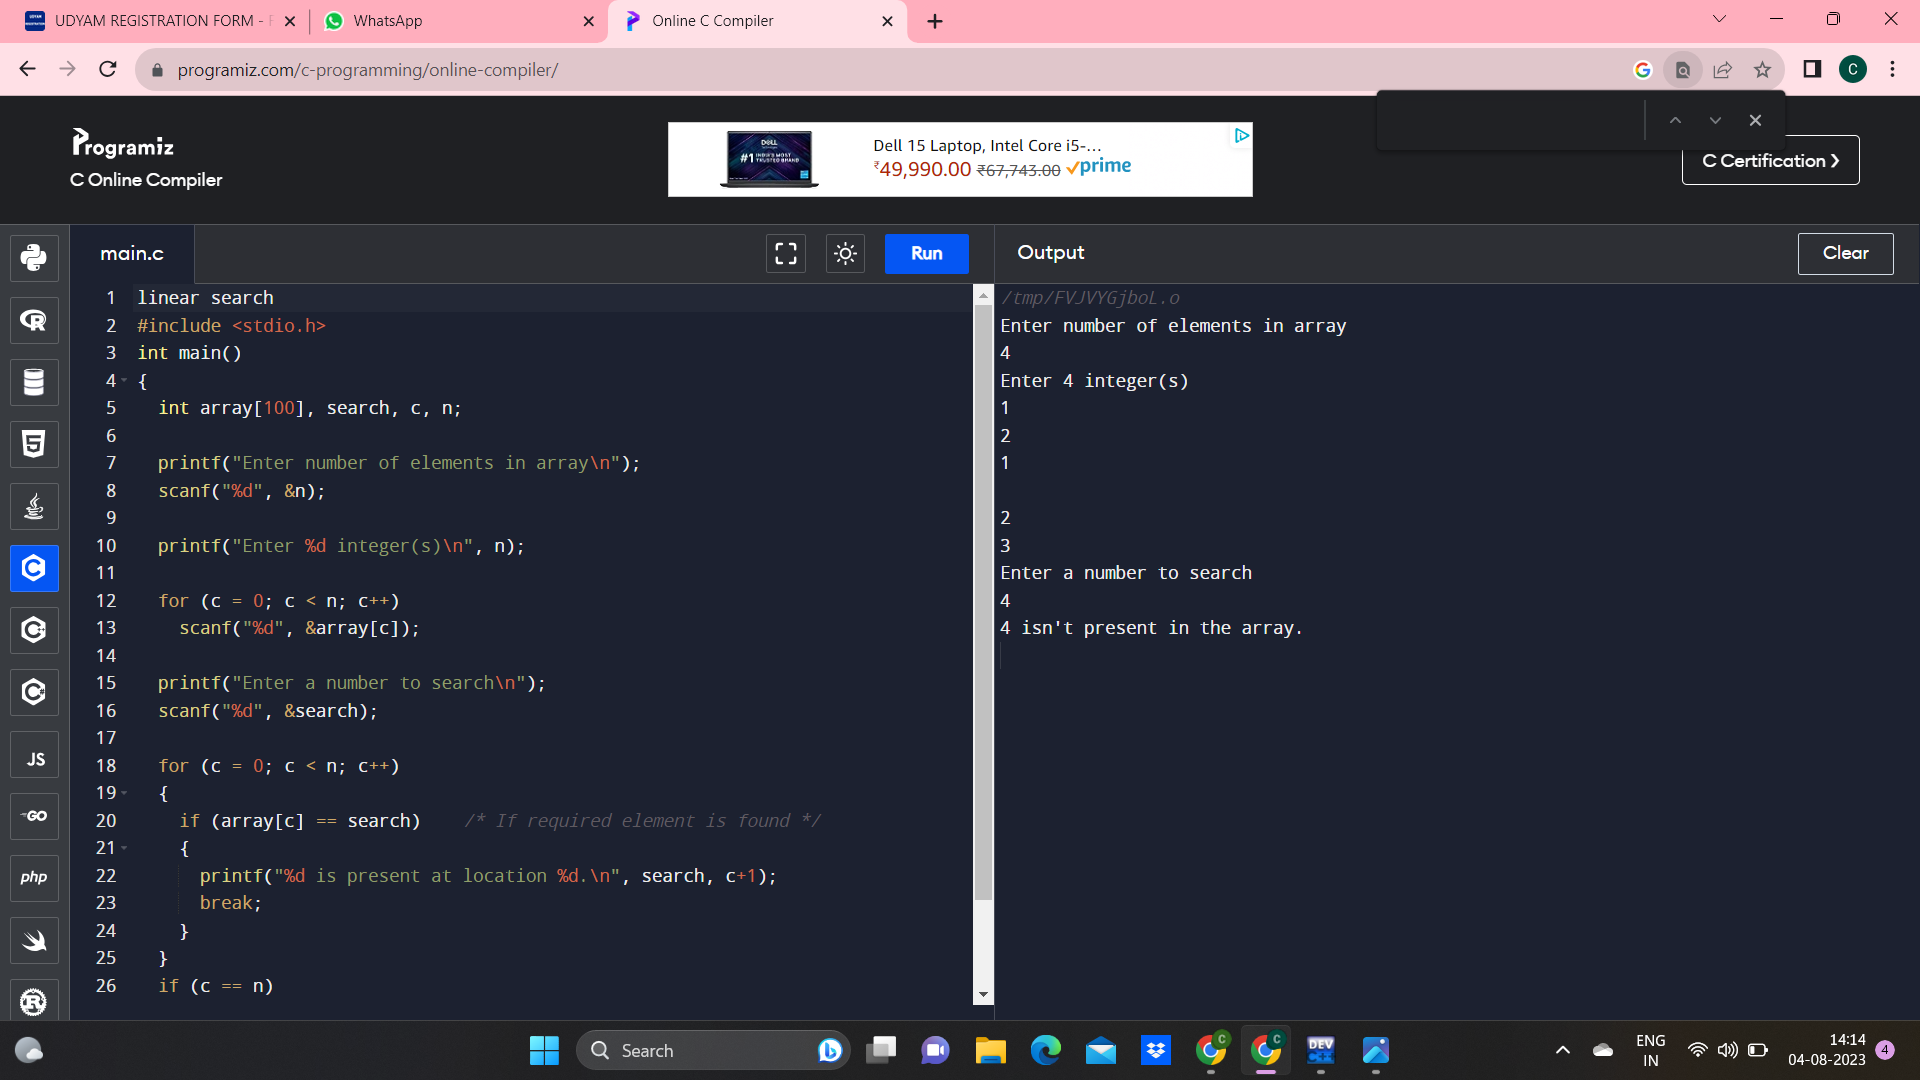 UDYAM REGISTRATION FORM -
WhatsApp
Online C Compiler
programiz.com/c-programming/online-compiler/
C
Programiz
C Online Compiler
DELL
#1 INDIA'S MOST TRUSTED BRAND
Dell 15 Laptop, Intel Core i5-...
₹49,990.00 ₹67,743.00 prime
C Certification ❯
main.c
Run
Output
Clear
1 linear search
2 #include <stdio.h>
3 int main()
4 {
5 int array[100], search, c, n;
6
7 printf("Enter number of elements in array\n");
8 scanf("%d", &n);
9
10 printf("Enter %d integer(s)\n", n);
11
12 for (c = 0; c < n; c++)
13 scanf("%d", &array[c]);
14
15 printf("Enter a number to search\n");
16 scanf("%d", &search);
17
18 for (c = 0; c < n; c++)
19 {
20 if (array[c] == search) /* If required element is found */
21 {
22 printf("%d is present at location %d.\n", search, c+1);
23 break;
24 }
25 }
26 if (c == n)
/tmp/FVJVYGjboL.o
Enter number of elements in array
4
Enter 4 integer(s)
1
2
1
2
3
Enter a number to search
4
4 isn't present in the array.
JS
GO
php
Search
DEV
ENG
IN
14:14
04-08-2023
4